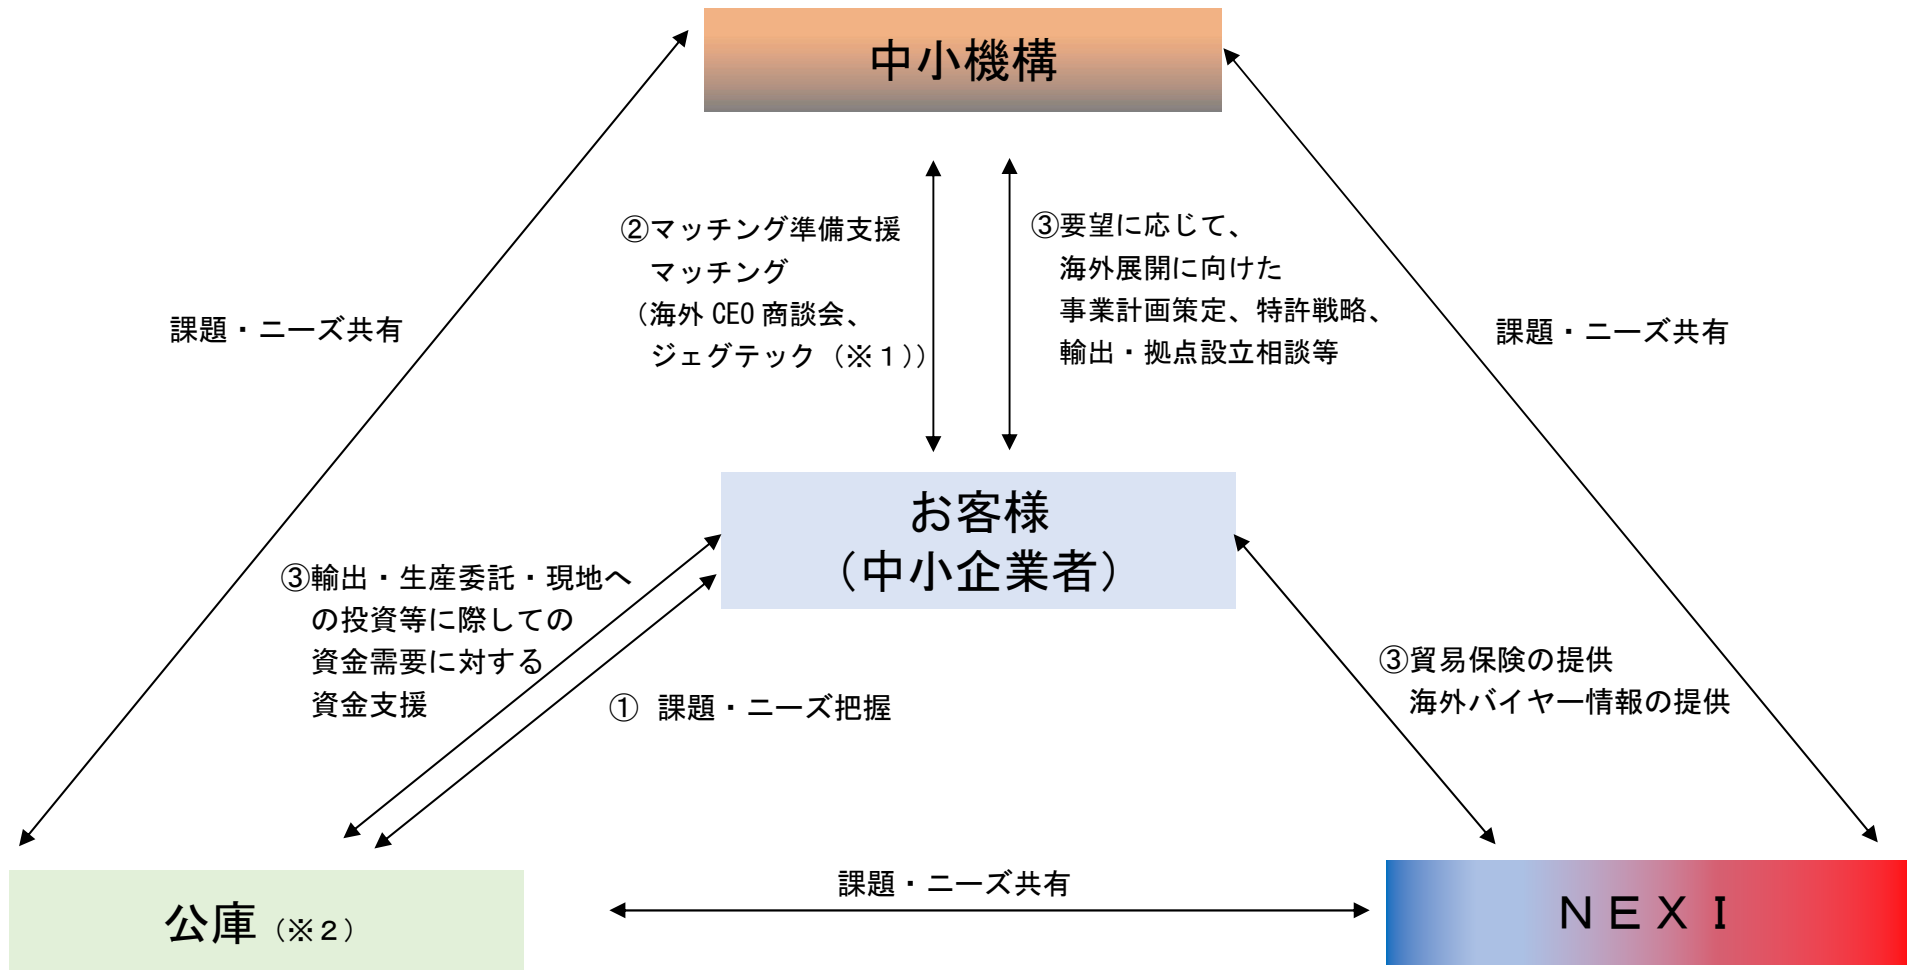 中小機構
②マッチング準備支援
マッチング
（海外 CEO 商談会、
ジェグテック（※１））
③要望に応じて、
海外展開に向けた
事業計画策定、特許戦略、
輸出・拠点設立相談等
課題・ニーズ共有
課題・ニーズ共有
お客様
（中小企業者）
③輸出・生産委託・現地へ
の投資等に際しての
資金需要に対する
資金支援
① 課題・ニーズ把握
③貿易保険の提供
海外バイヤー情報の提供
課題・ニーズ共有
公庫（※２）
ＮＥＸＩ